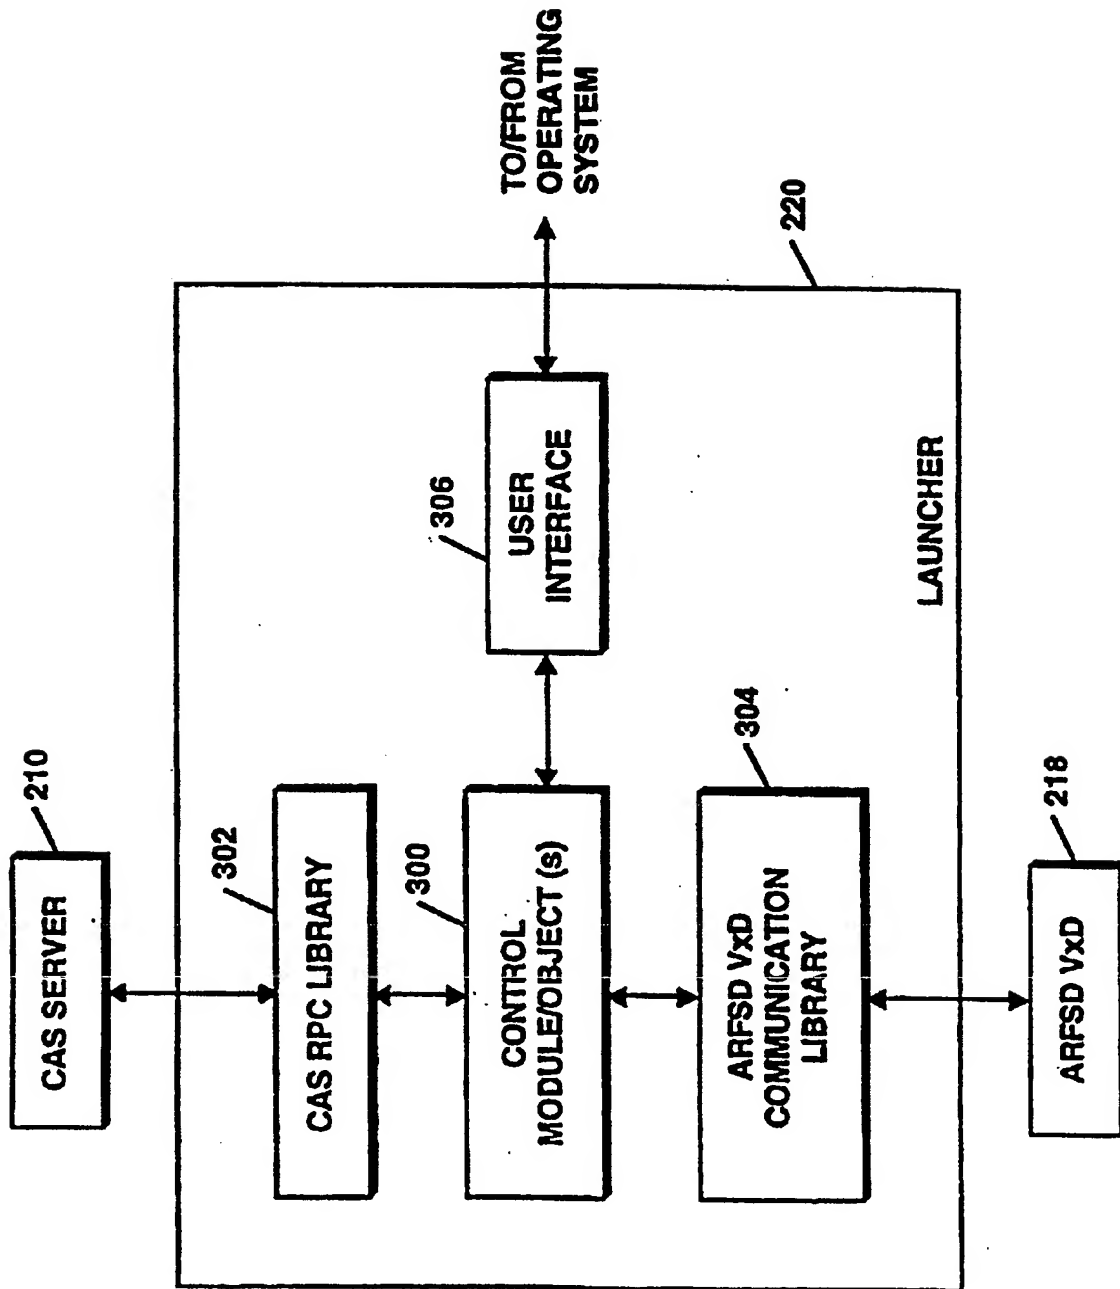 CAS SERVER
210
302
CAS RPC LIBRARY
300
CONTROL
MODULE/OBJECT (s)
306
USER
INTERFACE
TO/FROM
OPERATING
SYSTEM
304
ARFSD VxD
COMMUNICATION
LIBRARY
LAUNCHER
220
218
ARFSD VxD